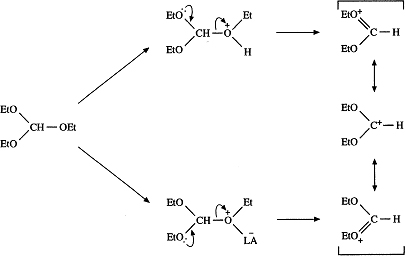 EtO: CH—O+ Et
EtO H
EtO+ C—H
EtO
EtO
CH—OEt
EtO
EtO
C+—H
EtO
EtO CH—O+ Et
EtO: LA−
EtO C—H
EtO+